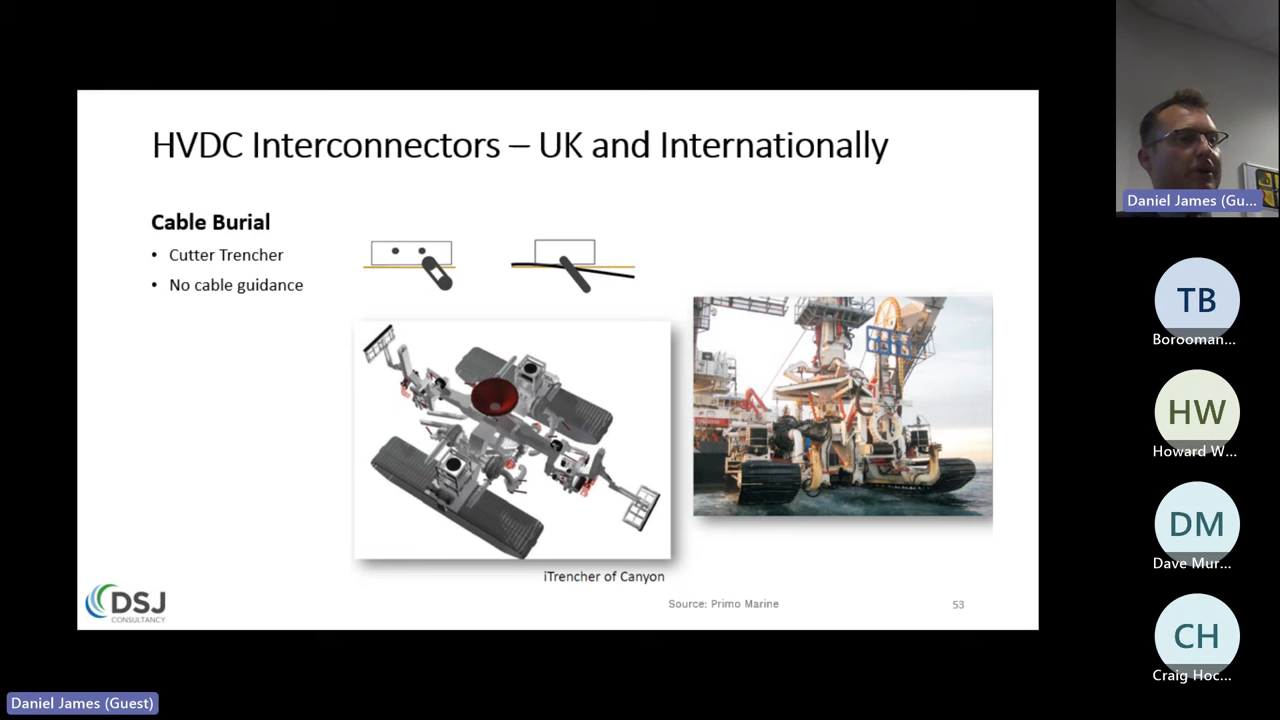 HVDC Interconnectors – UK and Internationally
Cable Burial
• Cutter Trencher
• No cable guidance
iTrencher of Canyon
Source: Primo Marine
53
DSJ
CONSULTANCY
Daniel James (Gu...
TB
Borooman...
HW
Howard W...
DM
Dave Mur...
CH
Craig Hoc...
Daniel James (Guest)